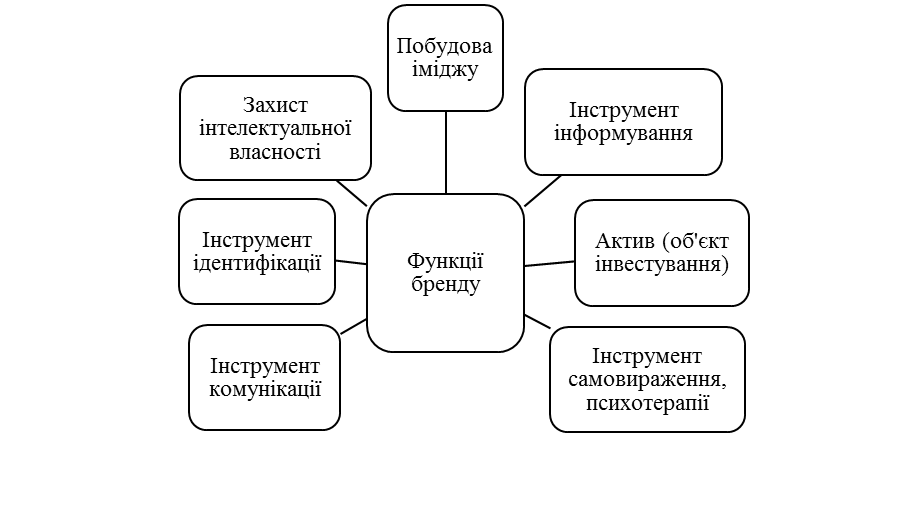 Побудова
іміджу
Захист
інтелектуальної
власності
Інструмент
інформування
Інструмент
ідентифікації
Функції
бренду
Актив (об'єкт
інвестування)
Інструмент
комунікації
Інструмент
самовираження,
психотерапії